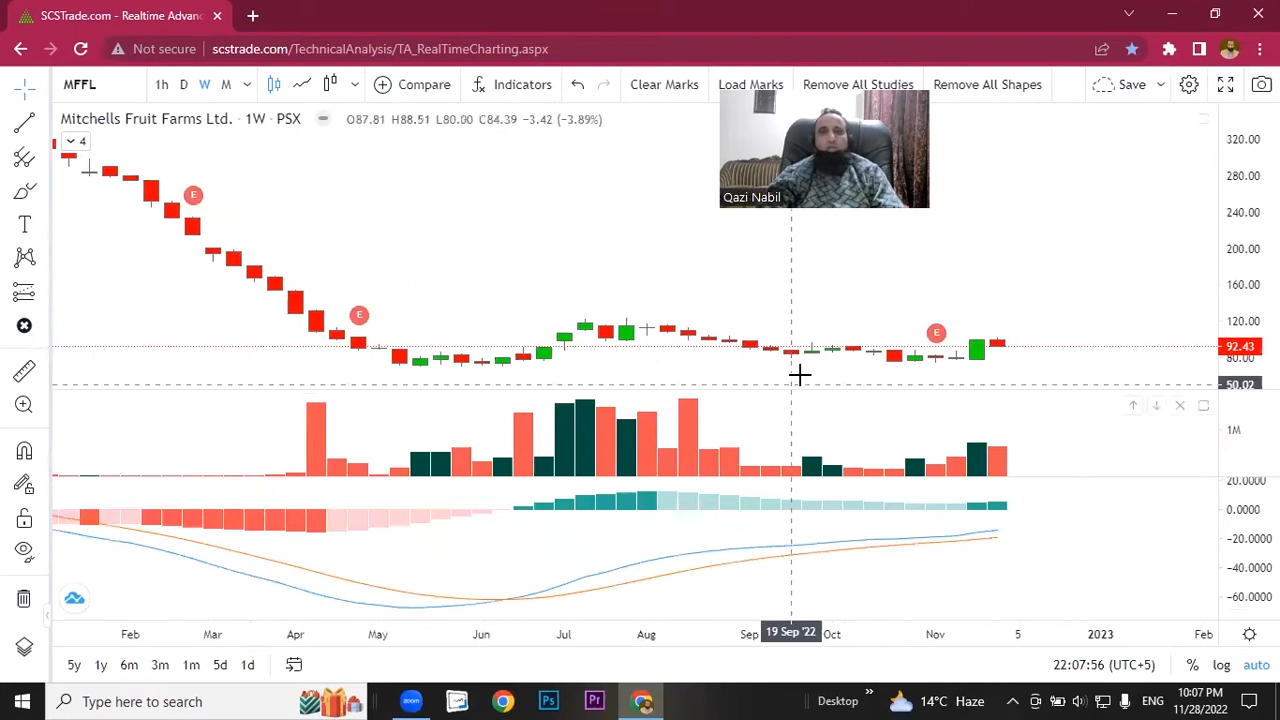 SCSTrade.com - Realtime Advanc
Not secure scstrade.com/TechnicalAnalysis/TA_RealTimeCharting.aspx
MFFL 1h D W M Compare Indicators Clear Marks Load Marks Remove All Studies Remove All Shapes Save
Mitchells Fruit Farms Ltd. · 1W · PSX O87.81 H88.51 L80.00 C84.39 −3.42 (−3.89%)
4
Qazi Nabil
E
E
E
320.00
280.00
240.00
200.00
160.00
120.00
92.43
80.00
50.02
1M
20.0000
0.0000
-20.0000
-40.0000
-60.0000
Feb Mar Apr May Jun Jul Aug Sep 19 Sep '22 Oct Nov 5 2023 Feb
5y 1y 6m 3m 1m 5d 1d 22:07:56 (UTC+5) % log auto
Type here to search Ps Pr Desktop 14°C Haze ENG 10:07 PM
11/28/2022